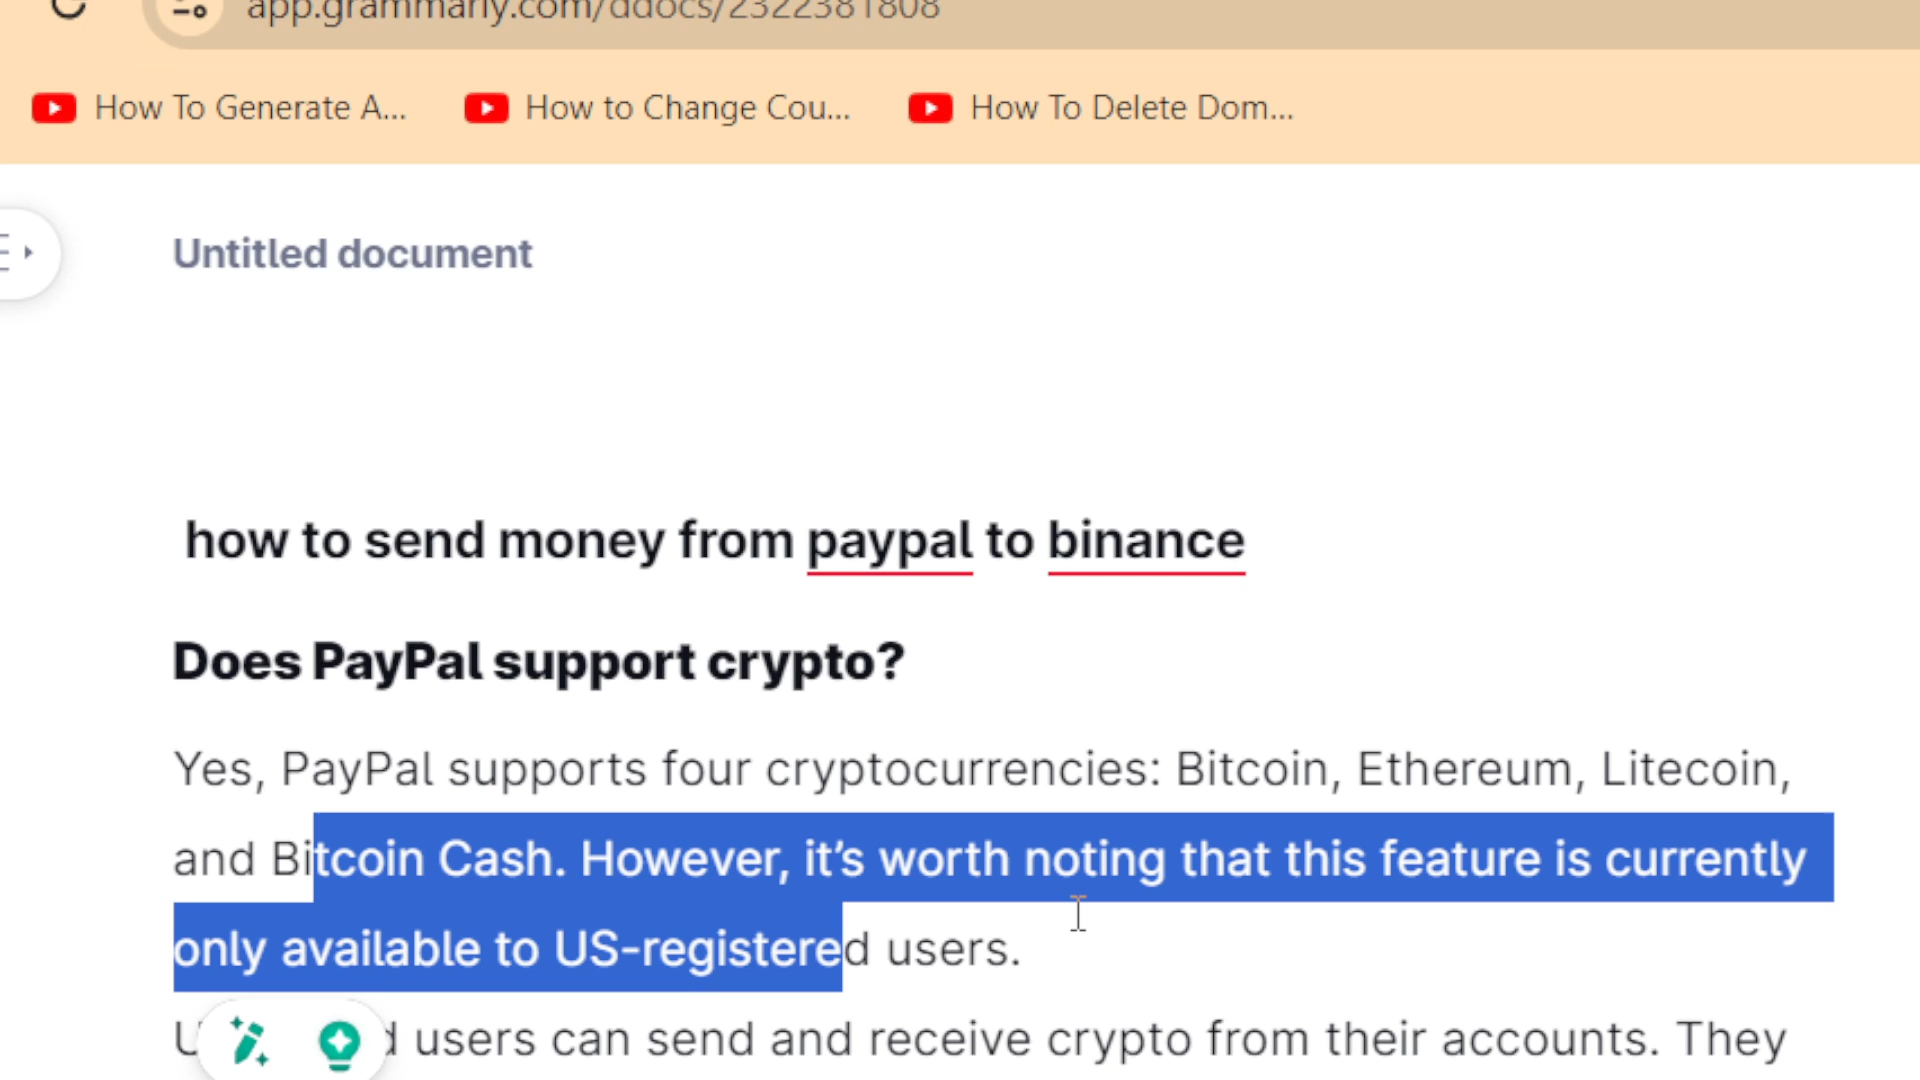 app.grammarly.com/ddocs/2322381808
How To Generate A... How to Change Cou... How To Delete Dom...
Untitled document
how to send money from paypal to binance
Does PayPal support crypto?
Yes, PayPal supports four cryptocurrencies: Bitcoin, Ethereum, Litecoin,
and Bitcoin Cash. However, it’s worth noting that this feature is currently
only available to US-registered users.
users can send and receive crypto from their accounts. They